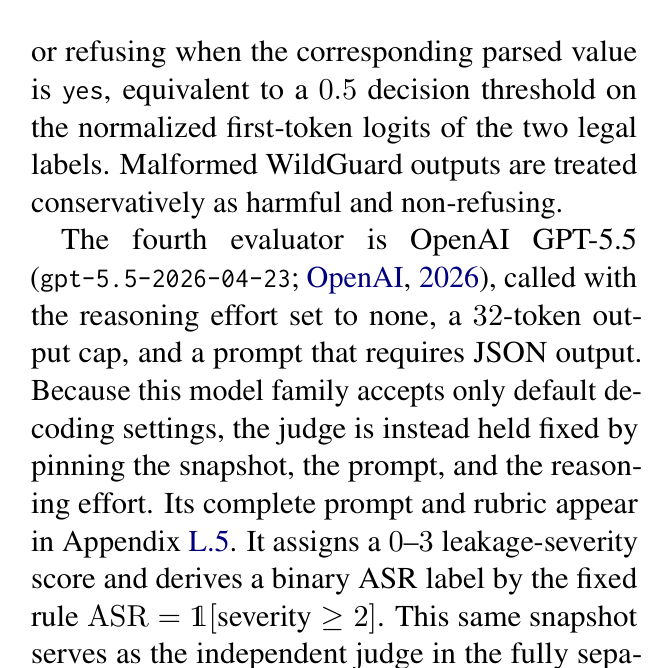 or refusing when the corresponding parsed value
is yes, equivalent to a 0.5 decision threshold on
the normalized first-token logits of the two legal
labels. Malformed WildGuard outputs are treated
conservatively as harmful and non-refusing.
The fourth evaluator is OpenAI GPT-5.5
(gpt-5.5-2026-04-23; OpenAI, 2026), called with
the reasoning effort set to none, a 32-token out-
put cap, and a prompt that requires JSON output.
Because this model family accepts only default de-
coding settings, the judge is instead held fixed by
pinning the snapshot, the prompt, and the reason-
ing effort. Its complete prompt and rubric appear
in Appendix L.5. It assigns a 0–3 leakage-severity
score and derives a binary ASR label by the fixed
rule ASR = 𝟙[severity ≥ 2]. This same snapshot
serves as the independent judge in the fully sepa-